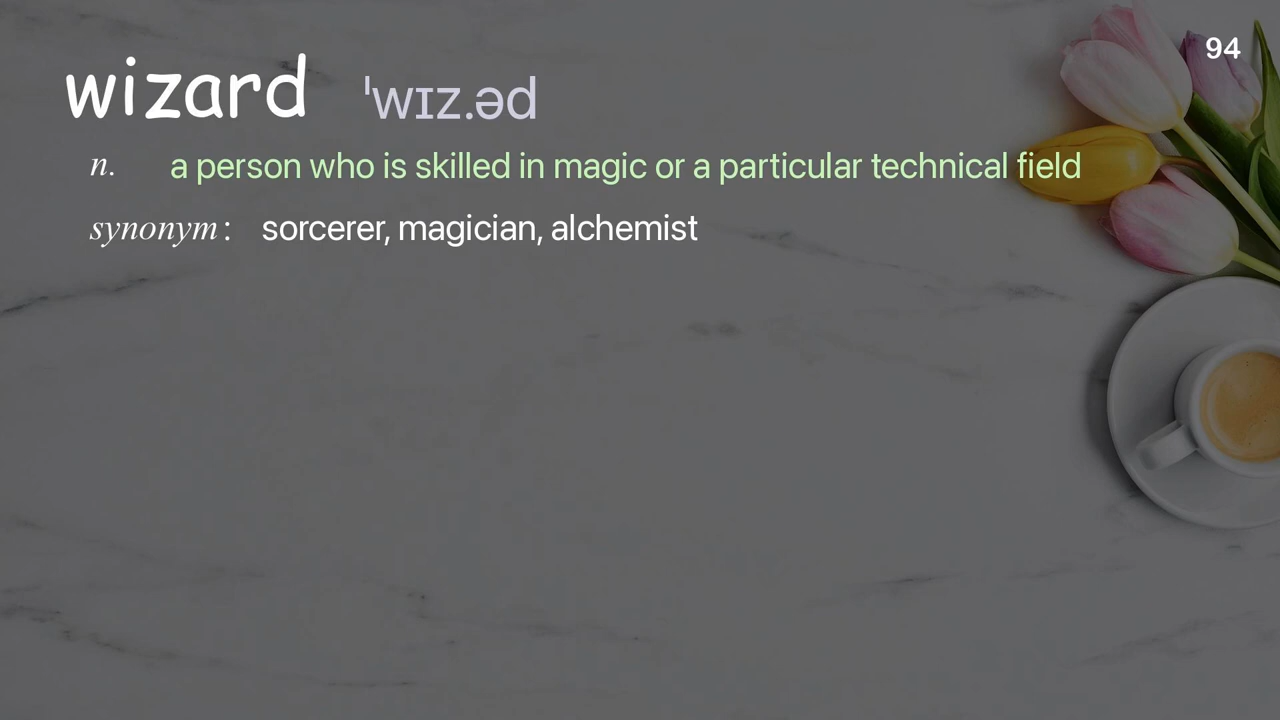 94
wizard ˈwɪz.əd
n. a person who is skilled in magic or a particular technical field
synonym: sorcerer, magician, alchemist